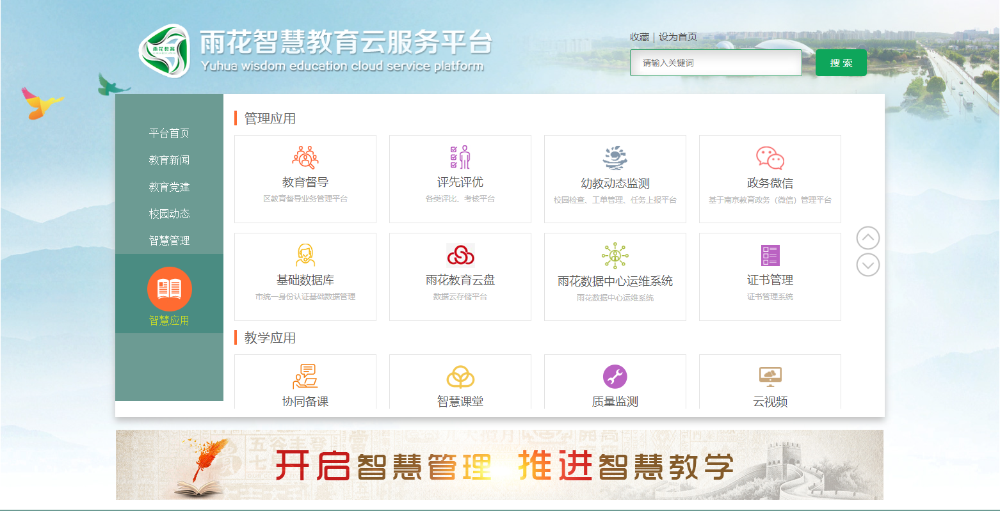 雨花教育
雨花智慧教育云服务平台
Yuhua wisdom education cloud service platform
收藏 | 设为首页
请输入关键词
搜 索
平台首页
教育新闻
教育党建
校园动态
智慧管理
智慧应用
管理应用
教育督导
区教育督导业务管理平台
评先评优
各类评比、考核平台
幼教动态监测
校园检查、工单管理、任务上报平台
政务微信
基于南京教育政务（微信）管理平台
基础数据库
市统一身份认证基础数据管理
雨花教育云盘
数据云存储平台
雨花数据中心运维系统
雨花数据中心运维系统
证书管理
证书管理系统
教学应用
协同备课
智慧课堂
质量监测
云视频
开启智慧管理 推进智慧教学